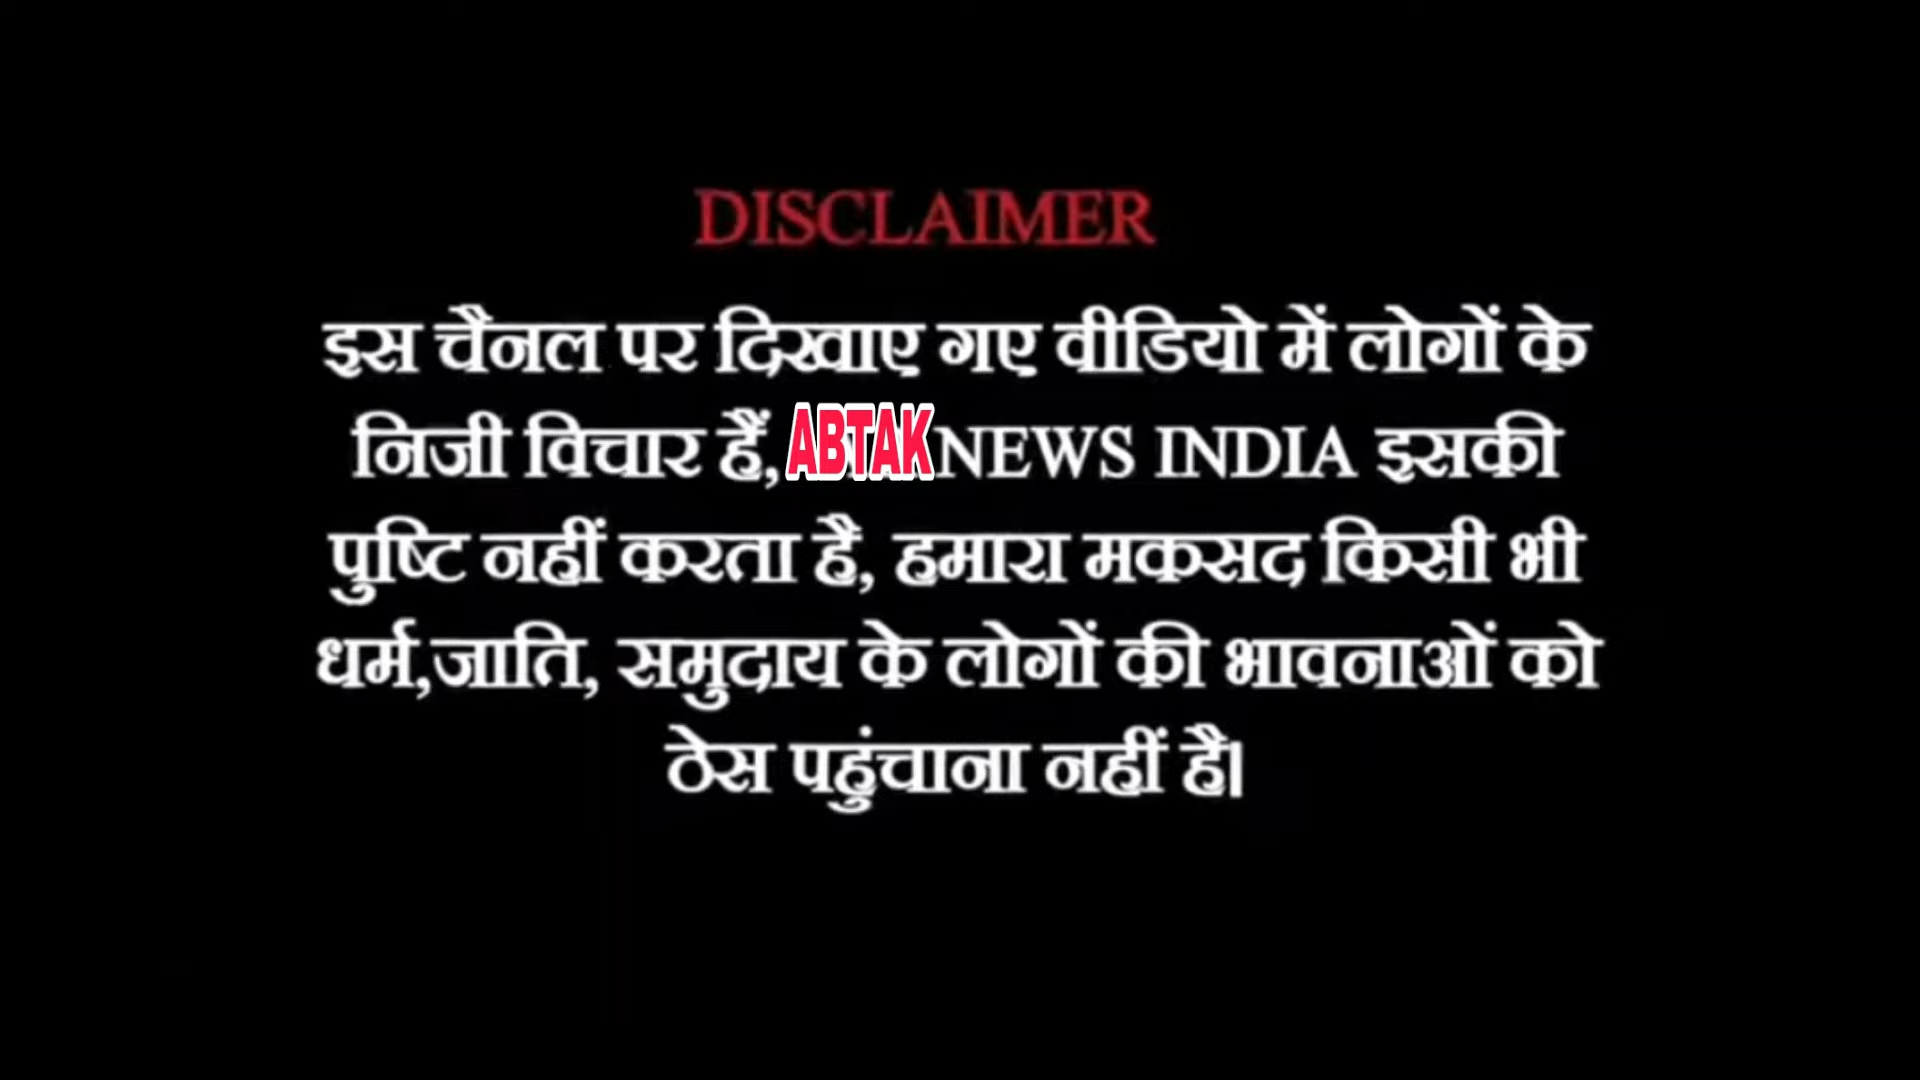 DISCLAIMER
इस चैनल पर दिखाए गए वीडियो में लोगों के
निजी विचार हैं, ABTAK NEWS INDIA इसकी
पुष्टि नहीं करता है, हमारा मकसद किसी भी
धर्म,जाति, समुदाय के लोगों की भावनाओं को
ठेस पहुंचाना नहीं है।